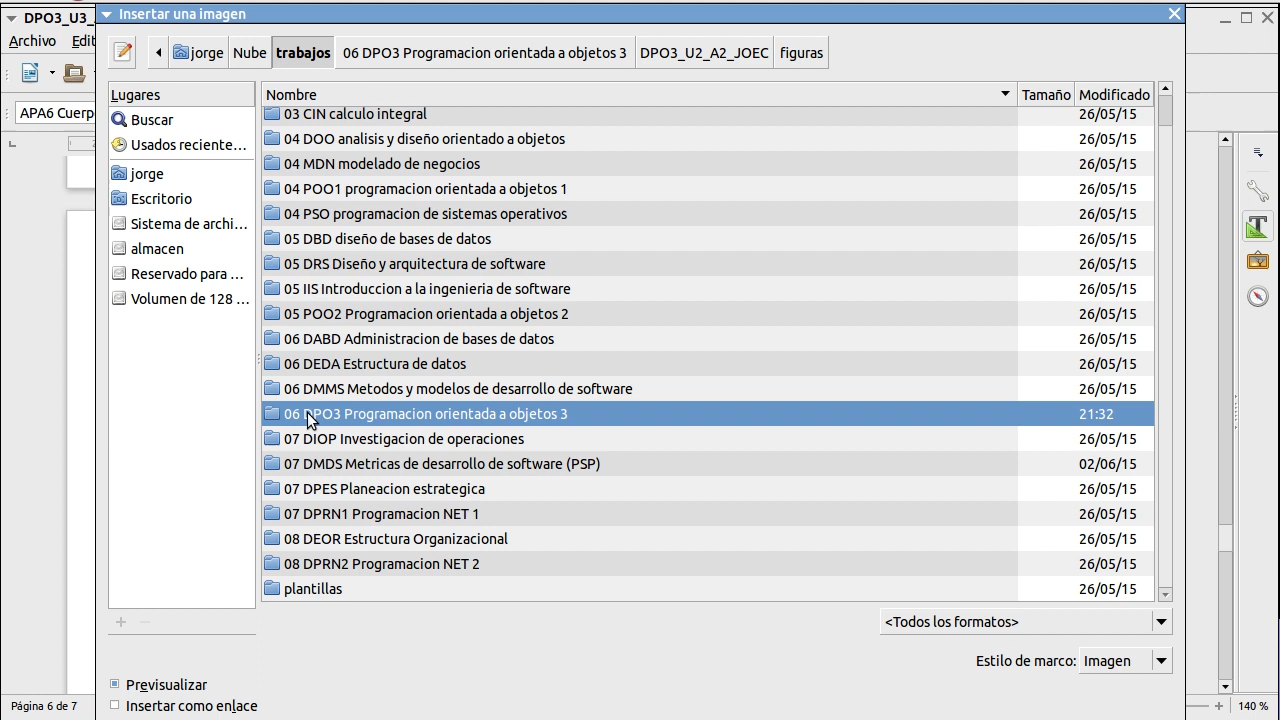 DPO3_U3_
Insertar una imagen
Archivo Edit
jorge Nube trabajos 06 DPO3 Programacion orientada a objetos 3 DPO3_U2_A2_JOEC figuras
APA6 Cuerp
Lugares
Buscar
Usados reciente...
jorge
Escritorio
Sistema de archi...
almacen
Reservado para ...
Volumen de 128 ...
Nombre Tamaño Modificado
03 CIN calculo integral 26/05/15
04 DOO analisis y diseño orientado a objetos 26/05/15
04 MDN modelado de negocios 26/05/15
04 POO1 programacion orientada a objetos 1 26/05/15
04 PSO programacion de sistemas operativos 26/05/15
05 DBD diseño de bases de datos 26/05/15
05 DRS Diseño y arquitectura de software 26/05/15
05 IIS Introduccion a la ingenieria de software 26/05/15
05 POO2 Programacion orientada a objetos 2 26/05/15
06 DABD Administracion de bases de datos 26/05/15
06 DEDA Estructura de datos 26/05/15
06 DMMS Metodos y modelos de desarrollo de software 26/05/15
06 DPO3 Programacion orientada a objetos 3 21:32
07 DIOP Investigacion de operaciones 26/05/15
07 DMDS Metricas de desarrollo de software (PSP) 02/06/15
07 DPES Planeacion estrategica 26/05/15
07 DPRN1 Programacion NET 1 26/05/15
08 DEOR Estructura Organizacional 26/05/15
08 DPRN2 Programacion NET 2 26/05/15
plantillas 26/05/15
<Todos los formatos>
Estilo de marco: Imagen
Previsualizar
Insertar como enlace
Página 6 de 7
140 %